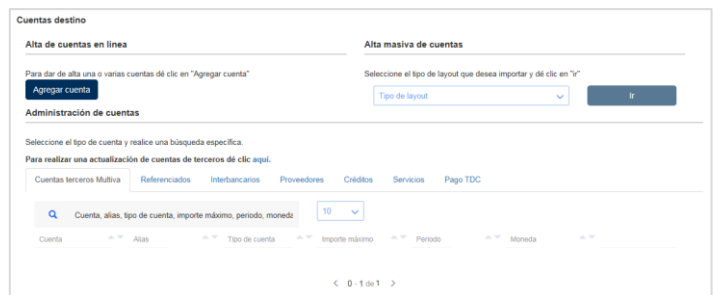 Cuentas destino
Alta de cuentas en línea
Alta masiva de cuentas
Para dar de alta una o varias cuentas dé clic en "Agregar cuenta"
Seleccione el tipo de layout que desea importar y dé clic en "ir"
Agregar cuenta
Tipo de layout
Ir
Administración de cuentas
Seleccione el tipo de cuenta y realice una búsqueda específica.
Para realizar una actualización de cuentas de terceros dé clic aquí.
Cuentas terceros Multiva Referenciados Interbancarios Proveedores Créditos Servicios Pago TDC
Cuenta, alias, tipo de cuenta, importe máximo, periodo, moneda
10
Cuenta Alias Tipo de cuenta Importe máximo Periodo Moneda
0 - 1 de 1